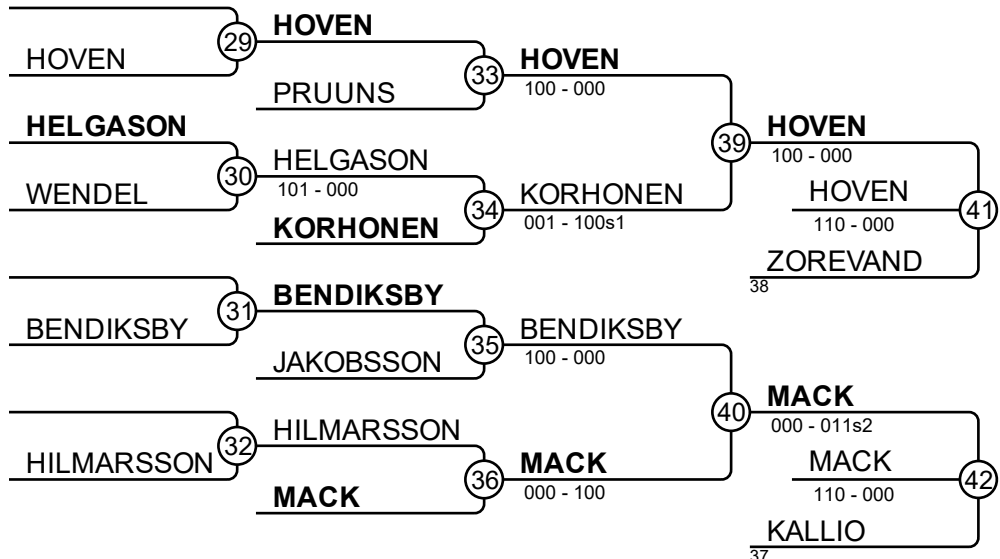 HOVEN
29
HOVEN
PRUUNS
33
HOVEN
100 - 000
HELGASON
WENDEL
30
HELGASON
101 - 000
KORHONEN
34
KORHONEN
001 - 100s1
39
HOVEN
100 - 000
HOVEN
110 - 000
41
ZOREVAND
38
BENDIKSBY
31
BENDIKSBY
JAKOBSSON
35
BENDIKSBY
100 - 000
HILMARSSON
32
HILMARSSON
MACK
36
MACK
000 - 100
40
MACK
000 - 011s2
MACK
110 - 000
42
KALLIO
37